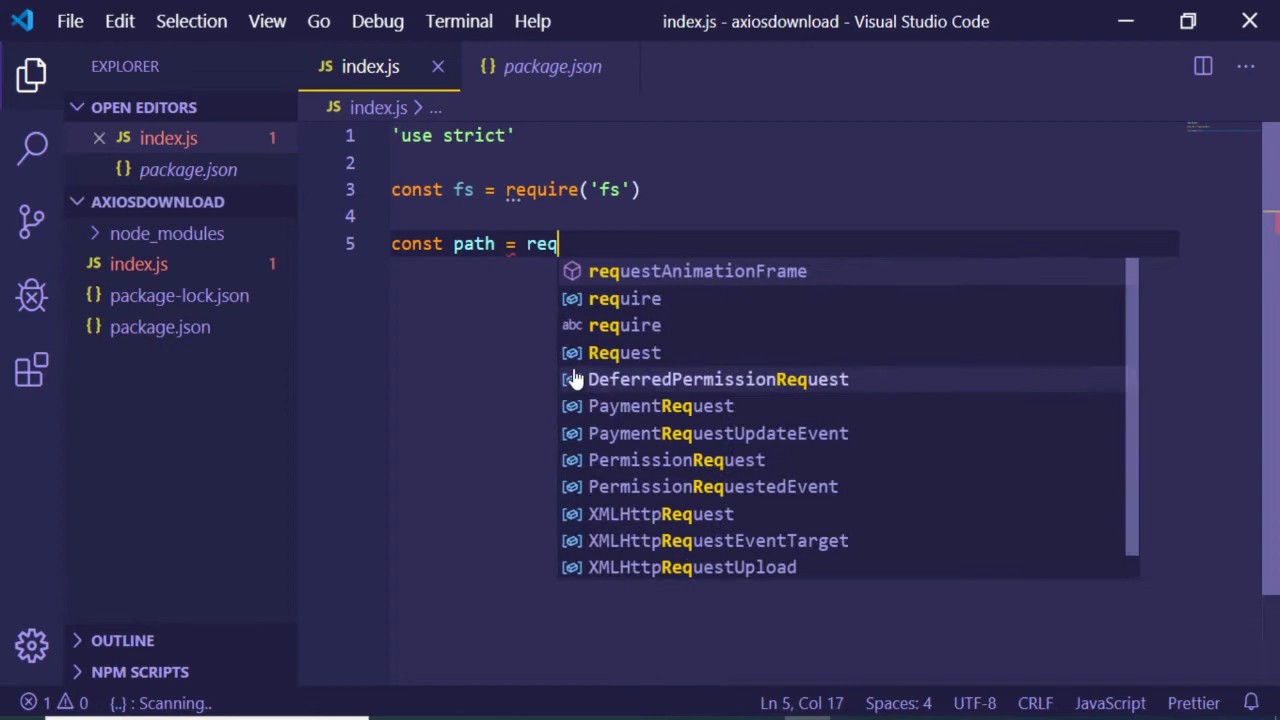 File Edit Selection View Go Debug Terminal Help index.js - axiosdownload - Visual Studio Code
EXPLORER
OPEN EDITORS
JS index.js 1
{} package.json
AXIOSDOWNLOAD
node_modules
JS index.js 1
{} package-lock.json
{} package.json
OUTLINE
NPM SCRIPTS
JS index.js {} package.json
JS index.js > ...
1 'use strict'
2
3 const fs = require('fs')
4
5 const path = req
requestAnimationFrame
require
abc require
Request
DeferredPermissionRequest
PaymentRequest
PaymentRequestUpdateEvent
PermissionRequest
PermissionRequestedEvent
XMLHttpRequest
XMLHttpRequestEventTarget
XMLHttpRequestUpload
1 0 {..} : Scanning.. Ln 5, Col 17 Spaces: 4 UTF-8 CRLF JavaScript Prettier